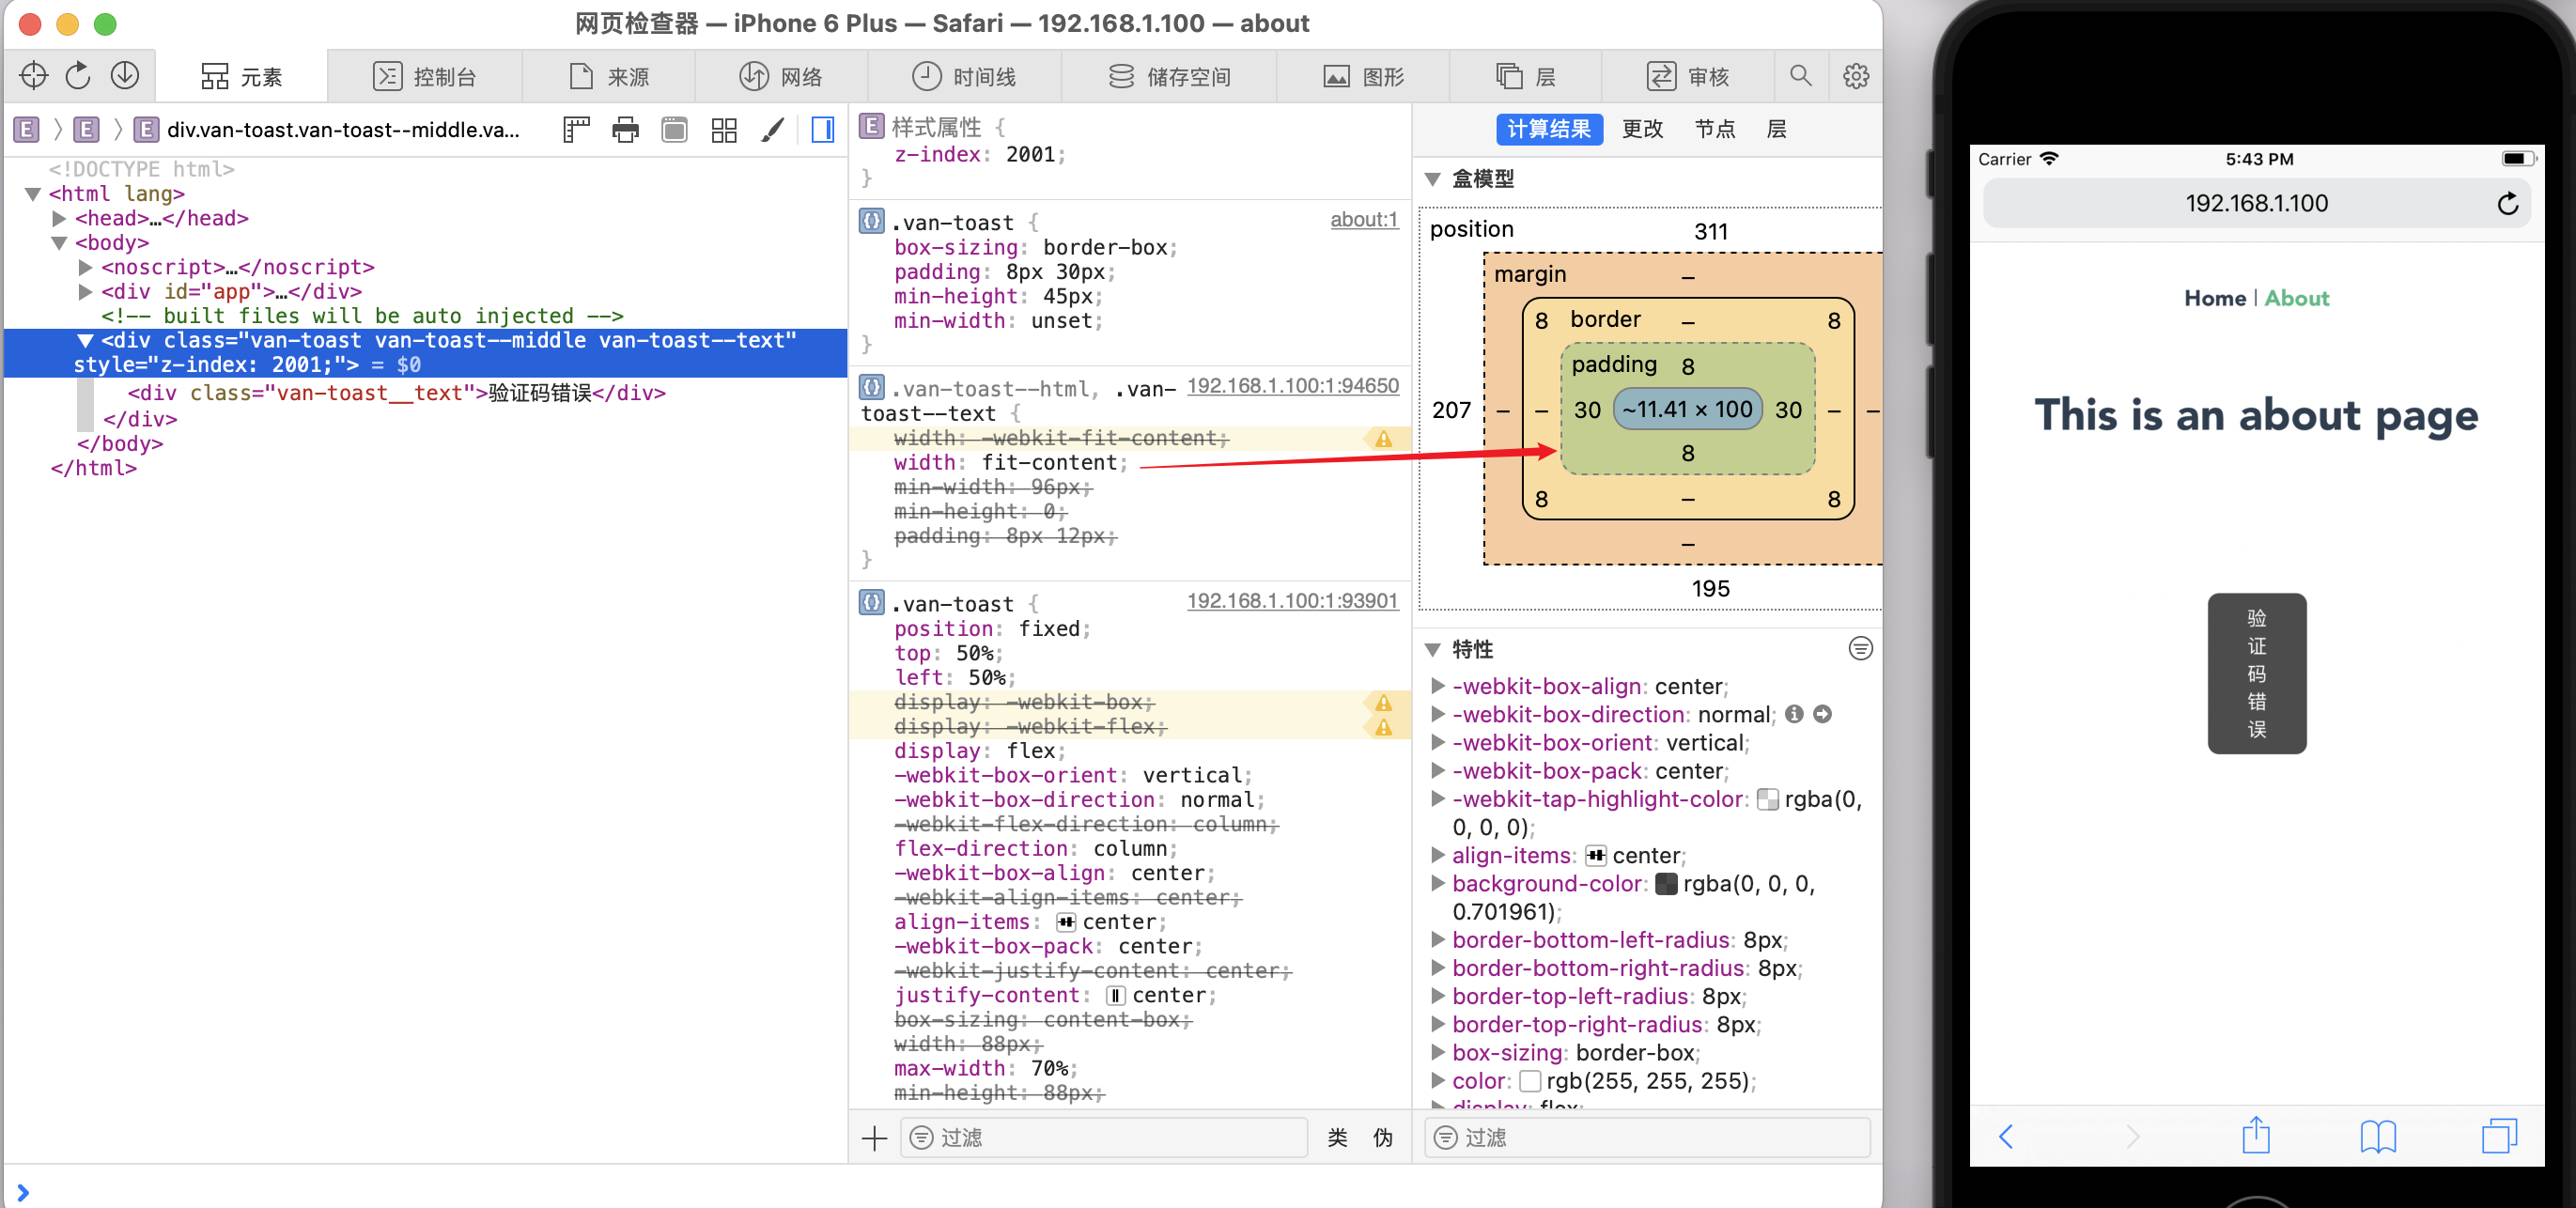 网页检查器 — iPhone 6 Plus — Safari — 192.168.1.100 — about
元素
控制台
来源
网络
时间线
储存空间
图形
层
审核
E E E div.van-toast.van-toast--middle.va...
<!DOCTYPE html>
<html lang>
<head>…</head>
<body>
<noscript>…</noscript>
<div id="app">…</div>
<!-- built files will be auto injected -->
<div class="van-toast van-toast--middle van-toast--text"
style="z-index: 2001;"> = $0
<div class="van-toast__text">验证码错误</div>
</div>
</body>
</html>
E 样式属性 {
z-index: 2001;
}
.van-toast { about:1
box-sizing: border-box;
padding: 8px 30px;
min-height: 45px;
min-width: unset;
}
.van-toast--html, .van- 192.168.1.100:1:94650
toast--text {
width: -webkit-fit-content;
width: fit-content;
min-width: 96px;
min-height: 0;
padding: 8px 12px;
}
.van-toast { 192.168.1.100:1:93901
position: fixed;
top: 50%;
left: 50%;
display: -webkit-box;
display: -webkit-flex;
display: flex;
-webkit-box-orient: vertical;
-webkit-box-direction: normal;
-webkit-flex-direction: column;
flex-direction: column;
-webkit-box-align: center;
-webkit-align-items: center;
align-items: center;
-webkit-box-pack: center;
-webkit-justify-content: center;
justify-content: center;
box-sizing: content-box;
width: 88px;
max-width: 70%;
min-height: 88px;
过滤
类
伪
计算结果
更改
节点
层
盒模型
position 311
margin –
8 border – 8
padding 8
207 – – 30 ~11.41 × 100 30 – –
8
8 – 8
–
195
特性
-webkit-box-align: center;
-webkit-box-direction: normal;
-webkit-box-orient: vertical;
-webkit-box-pack: center;
-webkit-tap-highlight-color: rgba(0,
0, 0, 0);
align-items: center;
background-color: rgba(0, 0, 0,
0.701961);
border-bottom-left-radius: 8px;
border-bottom-right-radius: 8px;
border-top-left-radius: 8px;
border-top-right-radius: 8px;
box-sizing: border-box;
color: rgb(255, 255, 255);
display: flex;
过滤
Carrier 5:43 PM
192.168.1.100
Home | About
This is an about page
验
证
码
错
误